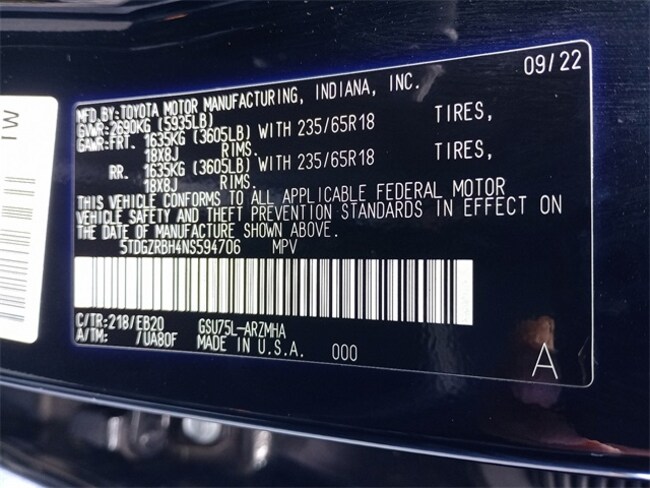 09/22
MFD.BY:TOYOTA MOTOR MANUFACTURING, INDIANA, INC.
GVWR:2690KG (5935LB)
GAWR:FRT. 1635KG (3605LB) WITH 235/65R18 TIRES,
18X8J RIMS.
RR. 1635KG (3605LB) WITH 235/65R18 TIRES,
18X8J RIMS.
THIS VEHICLE CONFORMS TO ALL APPLICABLE FEDERAL MOTOR
VEHICLE SAFETY AND THEFT PREVENTION STANDARDS IN EFFECT ON
THE DATE OF MANUFACTURE SHOWN ABOVE.
5TDGZRBH4NS594706 MPV
C/TR:218/EB20 GSU75L-ARZMHA
A/TM: /UA80F MADE IN U.S.A. 000
A